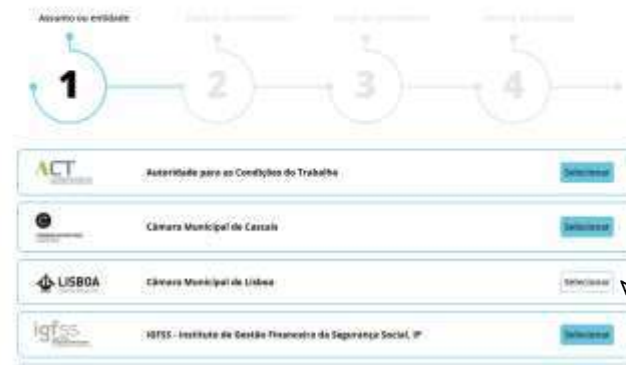 Assunto ou entidade
1
2
3
4
ACT
Autoridade para as Condições do Trabalho
Selecionar
Câmara Municipal de Cascais
Selecionar
LISBOA
Câmara Municipal de Lisboa
Selecionar
igfss
IGFSS - Instituto de Gestão Financeira da Segurança Social, IP
Selecionar